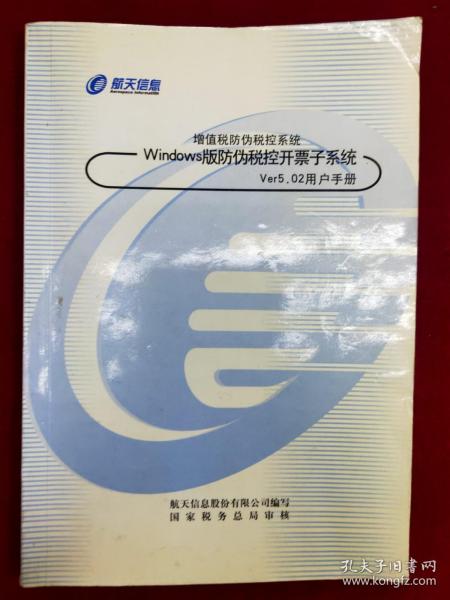 航天信息
Aerospace Information
增值税防伪税控系统
Windows版防伪税控开票子系统
Ver5.02用户手册
航天信息股份有限公司编写
国家税务总局审核
孔夫子旧书网
www.kongfz.com